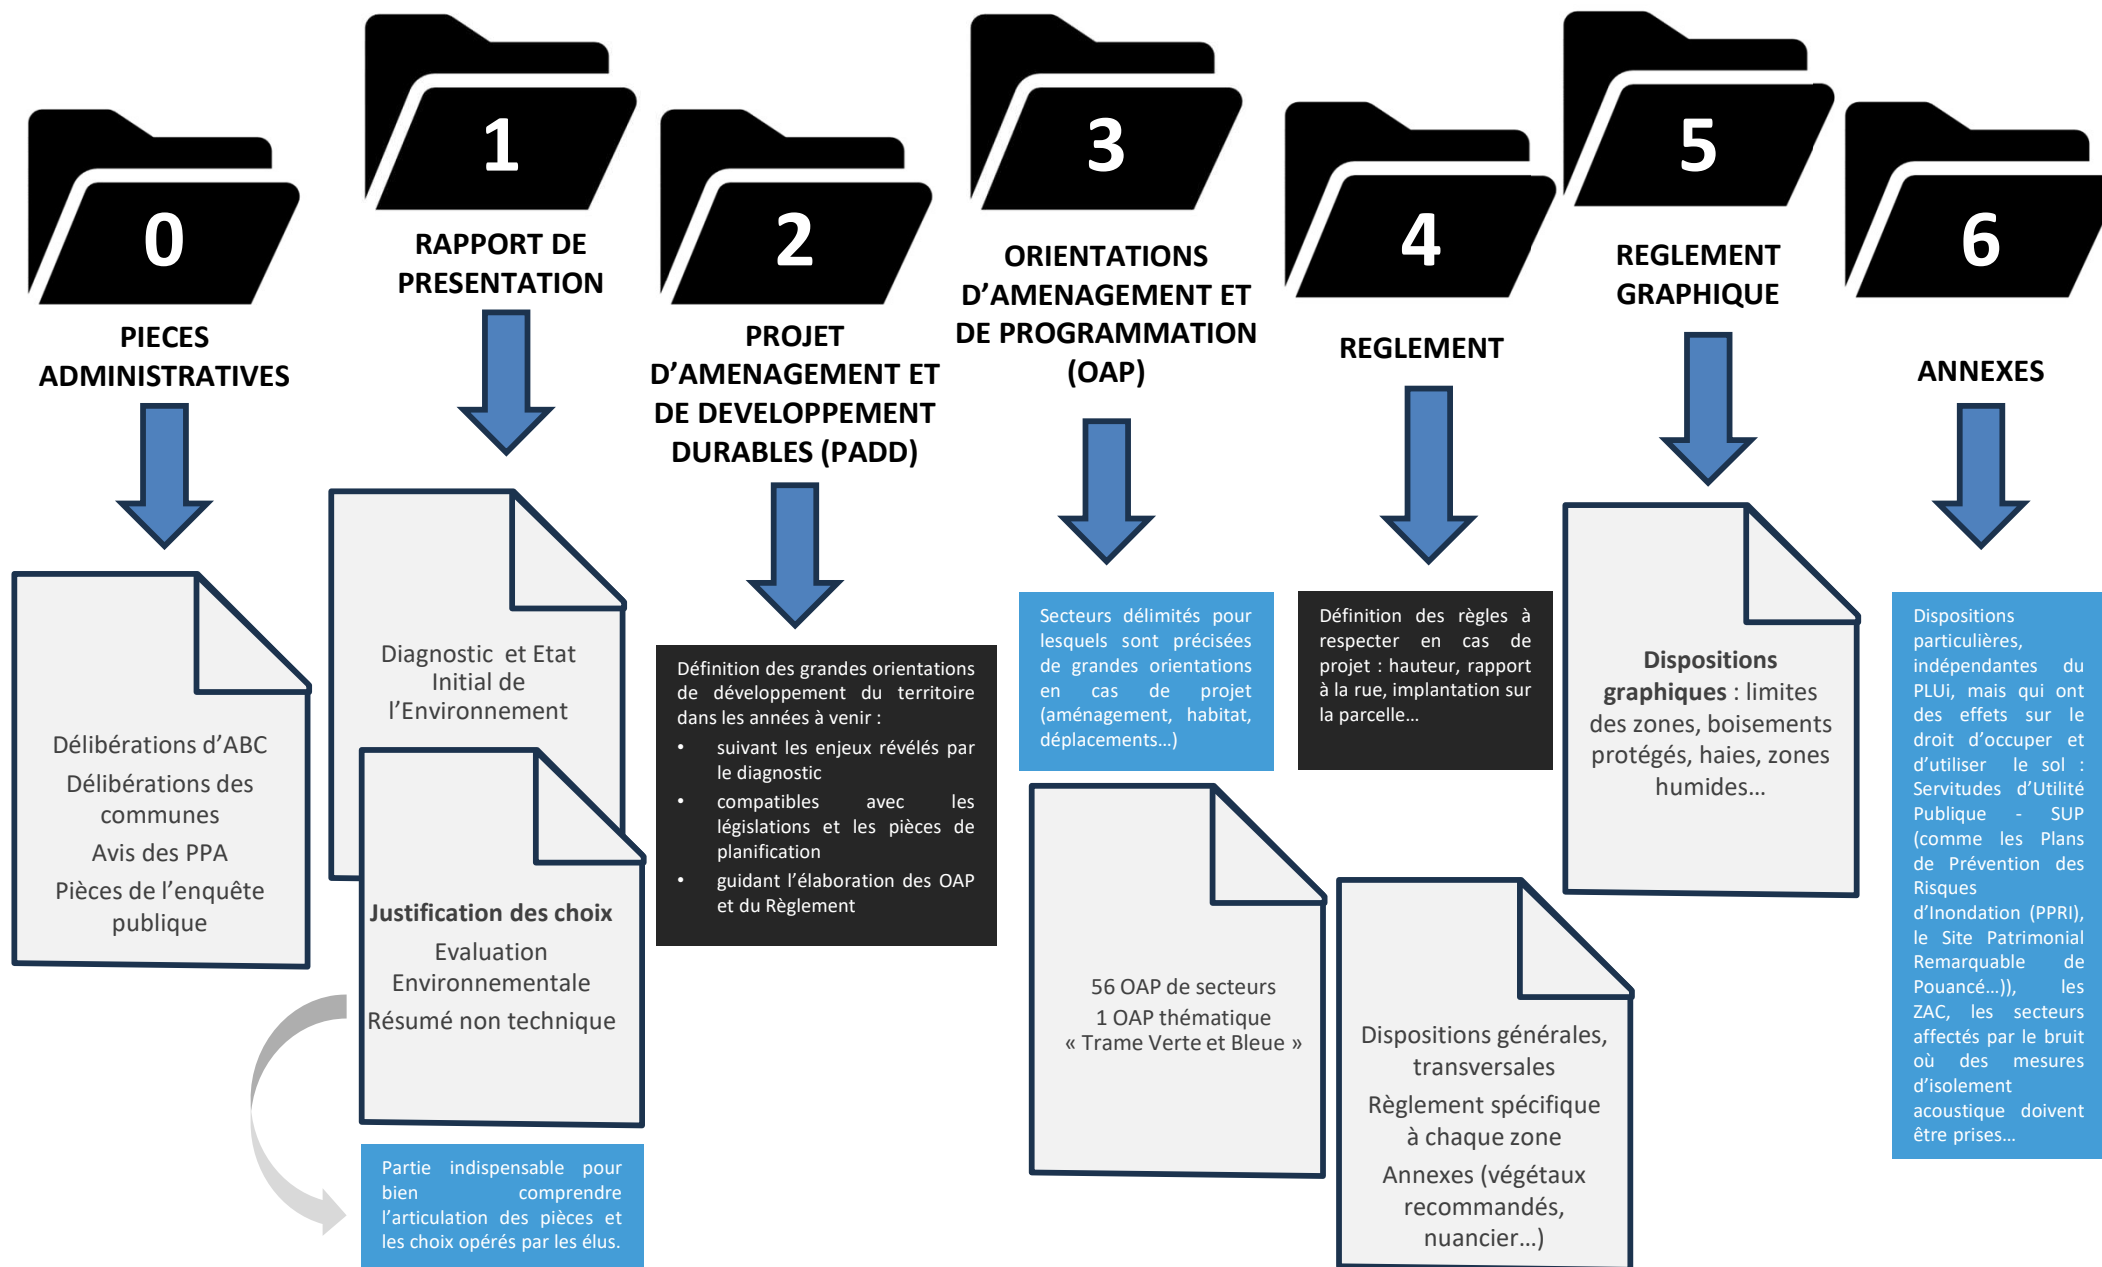 0
PIECES
ADMINISTRATIVES
Délibérations d’ABC
Délibérations des
communes
Avis des PPA
Pièces de l’enquête
publique
1
RAPPORT DE
PRESENTATION
Diagnostic et Etat
Initial de
l’Environnement
Justification des choix
Evaluation
Environnementale
Résumé non technique
Partie indispensable pour
bien comprendre
l’articulation des pièces et
les choix opérés par les élus.
2
PROJET
D’AMENAGEMENT ET
DE DEVELOPPEMENT
DURABLES (PADD)
Définition des grandes orientations
de développement du territoire
dans les années à venir :
• suivant les enjeux révélés par
le diagnostic
• compatibles avec les
législations et les pièces de
planification
• guidant l’élaboration des OAP
et du Règlement
3
ORIENTATIONS
D’AMENAGEMENT ET
DE PROGRAMMATION
(OAP)
Secteurs délimités pour
lesquels sont précisées
de grandes orientations
en cas de projet
(aménagement, habitat,
déplacements…)
56 OAP de secteurs
1 OAP thématique
« Trame Verte et Bleue »
4
REGLEMENT
Définition des règles à
respecter en cas de
projet : hauteur, rapport
à la rue, implantation sur
la parcelle…
Dispositions générales,
transversales
Règlement spécifique
à chaque zone
Annexes (végétaux
recommandés,
nuancier…)
5
REGLEMENT
GRAPHIQUE
Dispositions
graphiques : limites
des zones, boisements
protégés, haies, zones
humides…
6
ANNEXES
Dispositions
particulières,
indépendantes du
PLUi, mais qui ont
des effets sur le
droit d’occuper et
d’utiliser le sol :
Servitudes d’Utilité
Publique - SUP
(comme les Plans
de Prévention des
Risques
d’Inondation (PPRI),
le Site Patrimonial
Remarquable de
Pouancé…)), les
ZAC, les secteurs
affectés par le bruit
où des mesures
d’isolement
acoustique doivent
être prises…